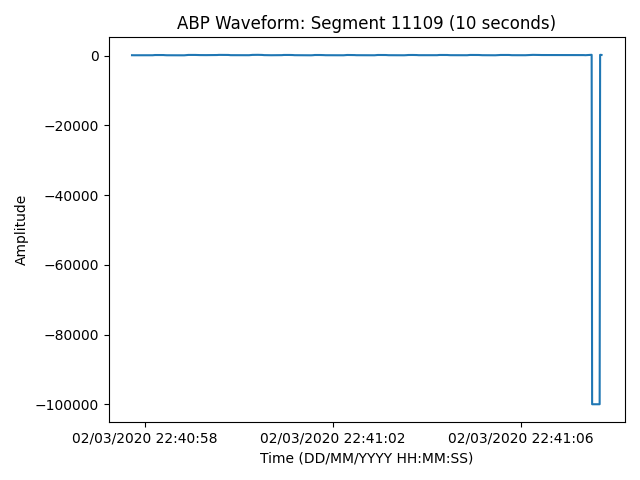 ABP Waveform: Segment 11109 (10 seconds)
0
−20000
−40000
−60000
−80000
−100000
Amplitude
02/03/2020 22:40:58 02/03/2020 22:41:02 02/03/2020 22:41:06
Time (DD/MM/YYYY HH:MM:SS)